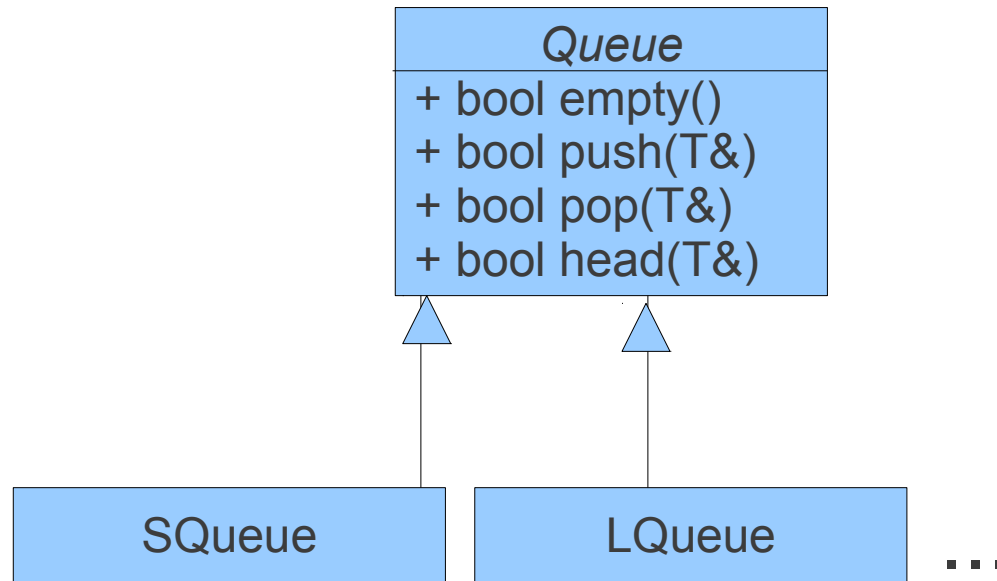 Queue
+ bool empty()
+ bool push(T&)
+ bool pop(T&)
+ bool head(T&)
SQueue
LQueue
...